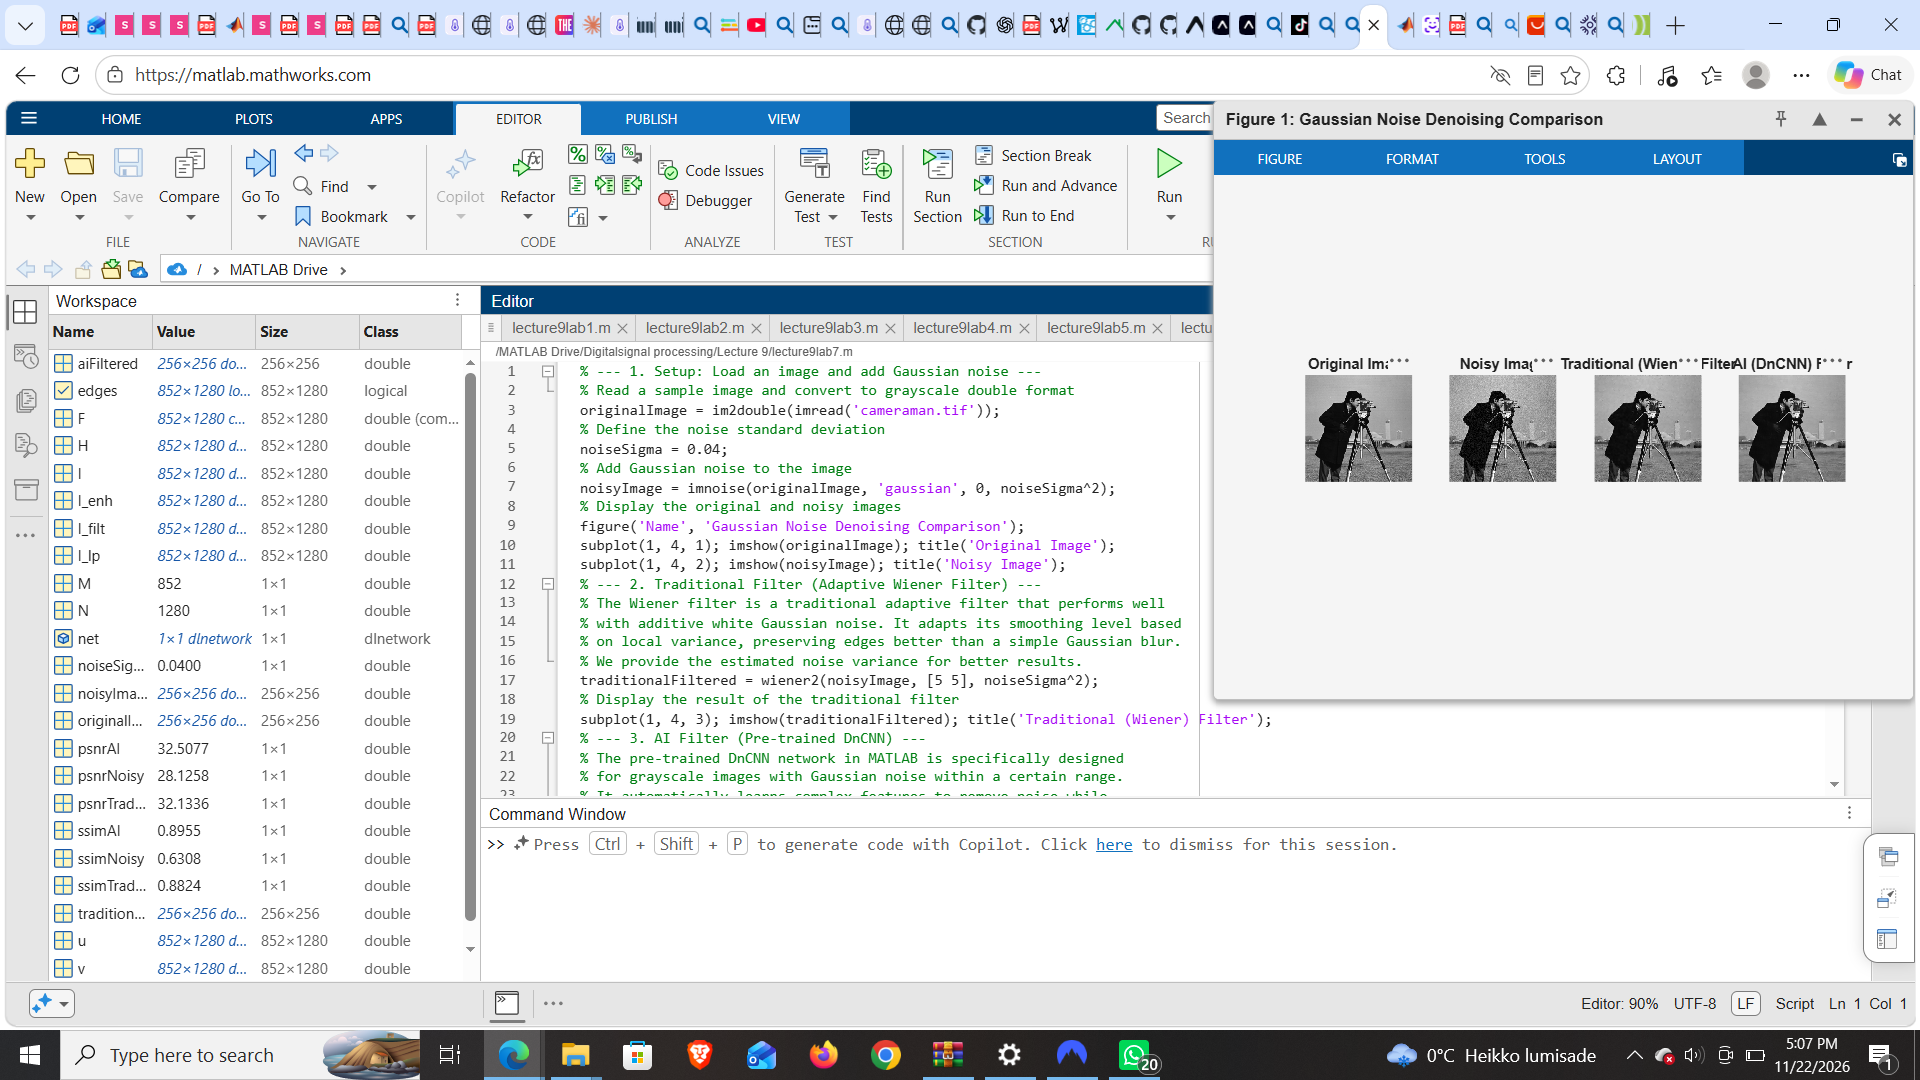 https://matlab.mathworks.com
Chat
HOME
PLOTS
APPS
EDITOR
PUBLISH
VIEW
Search
New
Open
Save
Compare
FILE
Go To
Find
Bookmark
NAVIGATE
Copilot
Refactor
CODE
Code Issues
Debugger
ANALYZE
Generate
Test
Find
Tests
TEST
Run
Section
Section Break
Run and Advance
Run to End
SECTION
Run
/ › MATLAB Drive ›
Figure 1: Gaussian Noise Denoising Comparison
FIGURE
FORMAT
TOOLS
LAYOUT
Original Ima···
Noisy Imag···
Traditional (Wien··· Filter
AI (DnCNN) F···r
Workspace
Name Value Size Class
aiFiltered 256×256 do... 256×256 double
edges 852×1280 lo... 852×1280 logical
F 852×1280 c... 852×1280 double (com...
H 852×1280 d... 852×1280 double
I 852×1280 d... 852×1280 double
I_enh 852×1280 d... 852×1280 double
I_filt 852×1280 d... 852×1280 double
I_lp 852×1280 d... 852×1280 double
M 852 1×1 double
N 1280 1×1 double
net 1×1 dlnetwork 1×1 dlnetwork
noiseSig... 0.0400 1×1 double
noisyIma... 256×256 do... 256×256 double
originalI... 256×256 do... 256×256 double
psnrAI 32.5077 1×1 double
psnrNoisy 28.1258 1×1 double
psnrTrad... 32.1336 1×1 double
ssimAI 0.8955 1×1 double
ssimNoisy 0.6308 1×1 double
ssimTrad... 0.8824 1×1 double
tradition... 256×256 do... 256×256 double
u 852×1280 d... 852×1280 double
v 852×1280 d... 852×1280 double
Editor
lecture9lab1.m
lecture9lab2.m
lecture9lab3.m
lecture9lab4.m
lecture9lab5.m
lectu
/MATLAB Drive/Digitalsignal processing/Lecture 9/lecture9lab7.m
1 % --- 1. Setup: Load an image and add Gaussian noise ---
2 % Read a sample image and convert to grayscale double format
3 originalImage = im2double(imread('cameraman.tif'));
4 % Define the noise standard deviation
5 noiseSigma = 0.04;
6 % Add Gaussian noise to the image
7 noisyImage = imnoise(originalImage, 'gaussian', 0, noiseSigma^2);
8 % Display the original and noisy images
9 figure('Name', 'Gaussian Noise Denoising Comparison');
10 subplot(1, 4, 1); imshow(originalImage); title('Original Image');
11 subplot(1, 4, 2); imshow(noisyImage); title('Noisy Image');
12 % --- 2. Traditional Filter (Adaptive Wiener Filter) ---
13 % The Wiener filter is a traditional adaptive filter that performs well
14 % with additive white Gaussian noise. It adapts its smoothing level based
15 % on local variance, preserving edges better than a simple Gaussian blur.
16 % We provide the estimated noise variance for better results.
17 traditionalFiltered = wiener2(noisyImage, [5 5], noiseSigma^2);
18 % Display the result of the traditional filter
19 subplot(1, 4, 3); imshow(traditionalFiltered); title('Traditional (Wiener) Filter');
20 % --- 3. AI Filter (Pre-trained DnCNN) ---
21 % The pre-trained DnCNN network in MATLAB is specifically designed
22 % for grayscale images with Gaussian noise within a certain range.
23 % It automatically learns complex features to remove noise while
Command Window
>> Press Ctrl + Shift + P to generate code with Copilot. Click here to dismiss for this session.
Editor: 90% UTF-8 LF Script Ln 1 Col 1
Type here to search
20
0°C Heikko lumisade
5:07 PM
11/22/2026
1